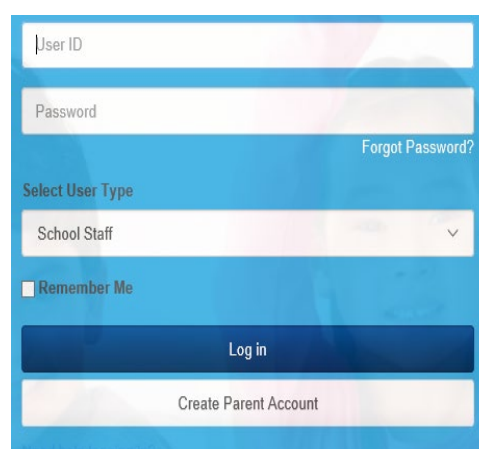 User ID
Password
Forgot Password?
Select User Type
School Staff
Remember Me
Log in
Create Parent Account